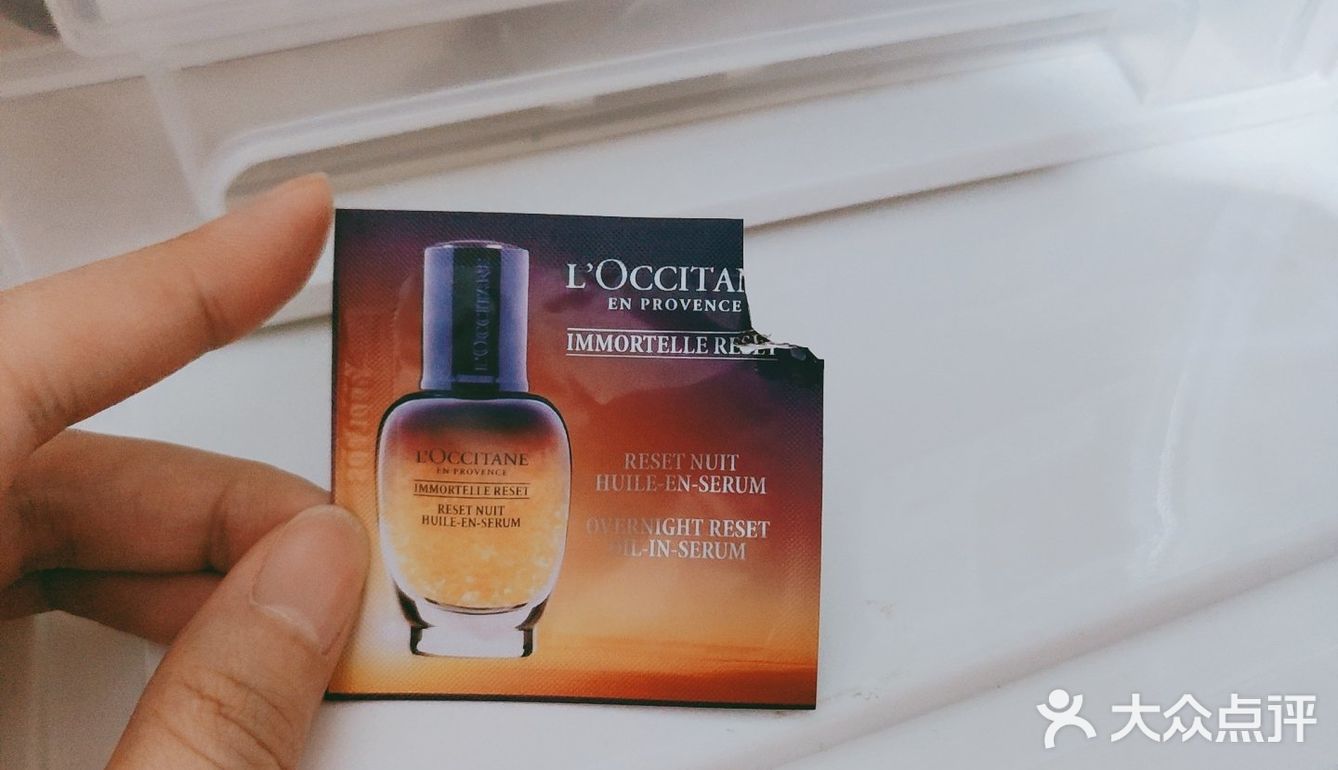 L'OCCITAN
EN PROVENCE
IMMORTELLE RESET
RESET NUIT
HUILE-EN-SERUM
OVERNIGHT RESET
OIL-IN-SERUM
L'OCCITANE
L'OCCITANE
EN PROVENCE
IMMORTELLE RESET
RESET NUIT
HUILE-EN-SERUM
大众点评